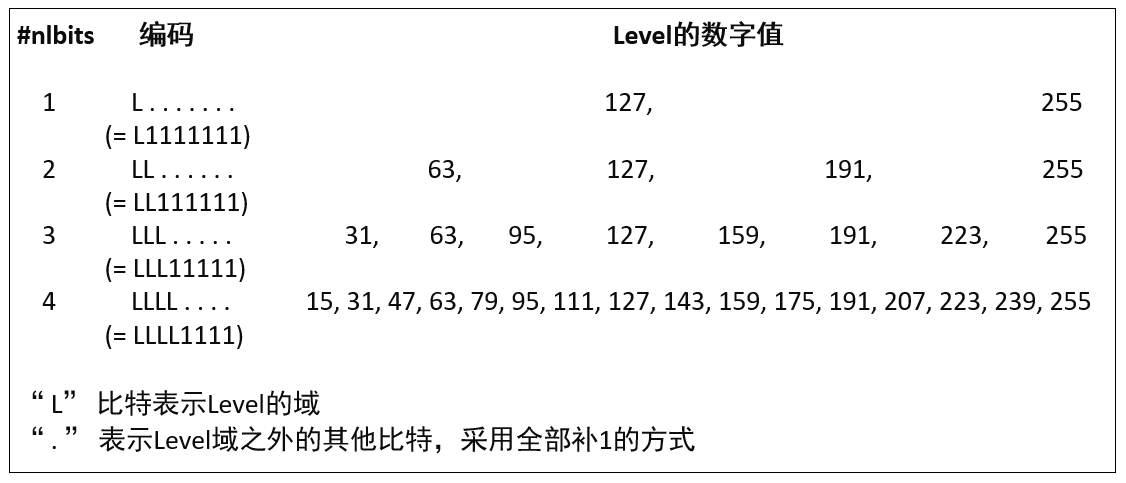 #nlbits 编码 Level的数字值
1 L . . . . . . . 127, 255
(= L1111111)
2 LL . . . . . . 63, 127, 191, 255
(= LL111111)
3 LLL . . . . . 31, 63, 95, 127, 159, 191, 223, 255
(= LLL11111)
4 LLLL . . . . 15, 31, 47, 63, 79, 95, 111, 127, 143, 159, 175, 191, 207, 223, 239, 255
(= LLLL1111)
“ L” 比特表示Level的域
“ . ” 表示Level域之外的其他比特，采用全部补1的方式